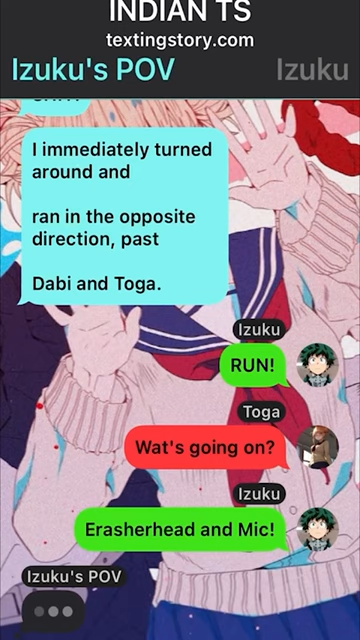 INDIAN TS
textingstory.com
Izuku's POV
Izuku
I immediately turned
around and
ran in the opposite
direction, past
Dabi and Toga.
Izuku
RUN!
Toga
Wat's going on?
Izuku
Erasherhead and Mic!
Izuku's POV